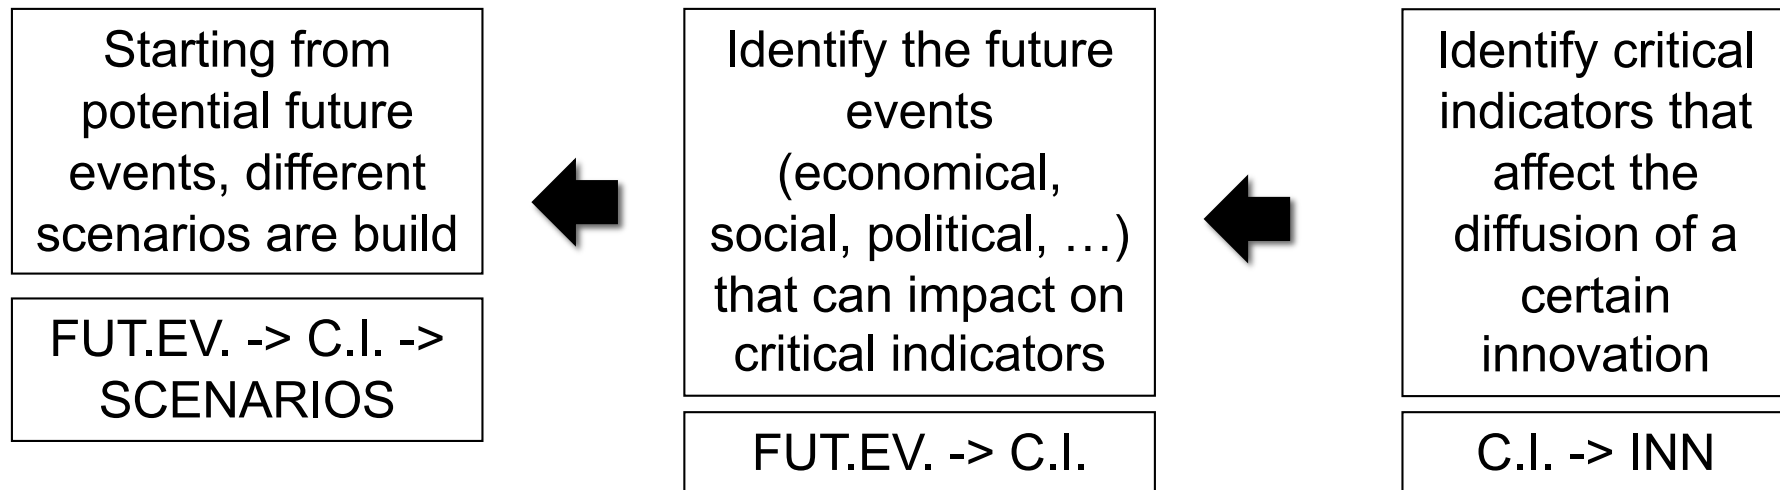 Starting from
potential future
events, different
scenarios are build
FUT.EV. -> C.I. ->
SCENARIOS
Identify the future
events
(economical,
social, political, …)
that can impact on
critical indicators
FUT.EV. -> C.I.
Identify critical
indicators that
affect the
diffusion of a
certain
innovation
C.I. -> INN